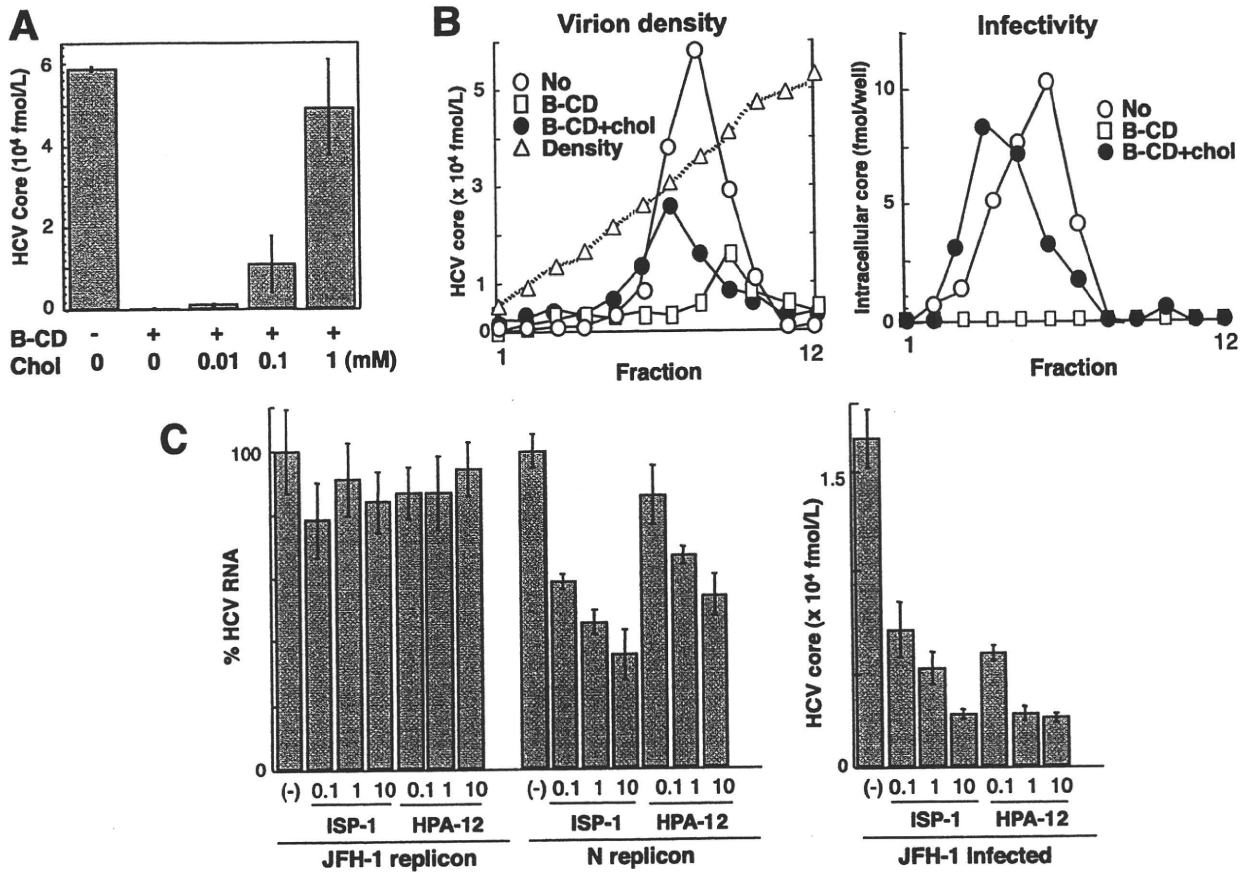 A
HCV Core (10⁴ fmol/L)
6
4
2
0
B-CD - + + + +
Chol 0 0 0.01 0.1 1 (mM)
B
Virion density
HCV core (x 10⁴ fmol/L)
5
3
1
0
No
B-CD
B-CD+chol
Density
1 12
Fraction
Infectivity
Intracellular core (fmol/well)
10
5
0
No
B-CD
B-CD+chol
1 12
Fraction
C
% HCV RNA
100
0
(-) 0.1 1 10 0.1 1 10
ISP-1 HPA-12
JFH-1 replicon
(-) 0.1 1 10 0.1 1 10
ISP-1 HPA-12
N replicon
HCV core (x 10⁴ fmol/L)
1.5
0
(-) 0.1 1 10 0.1 1 10
ISP-1 HPA-12
JFH-1 Infected